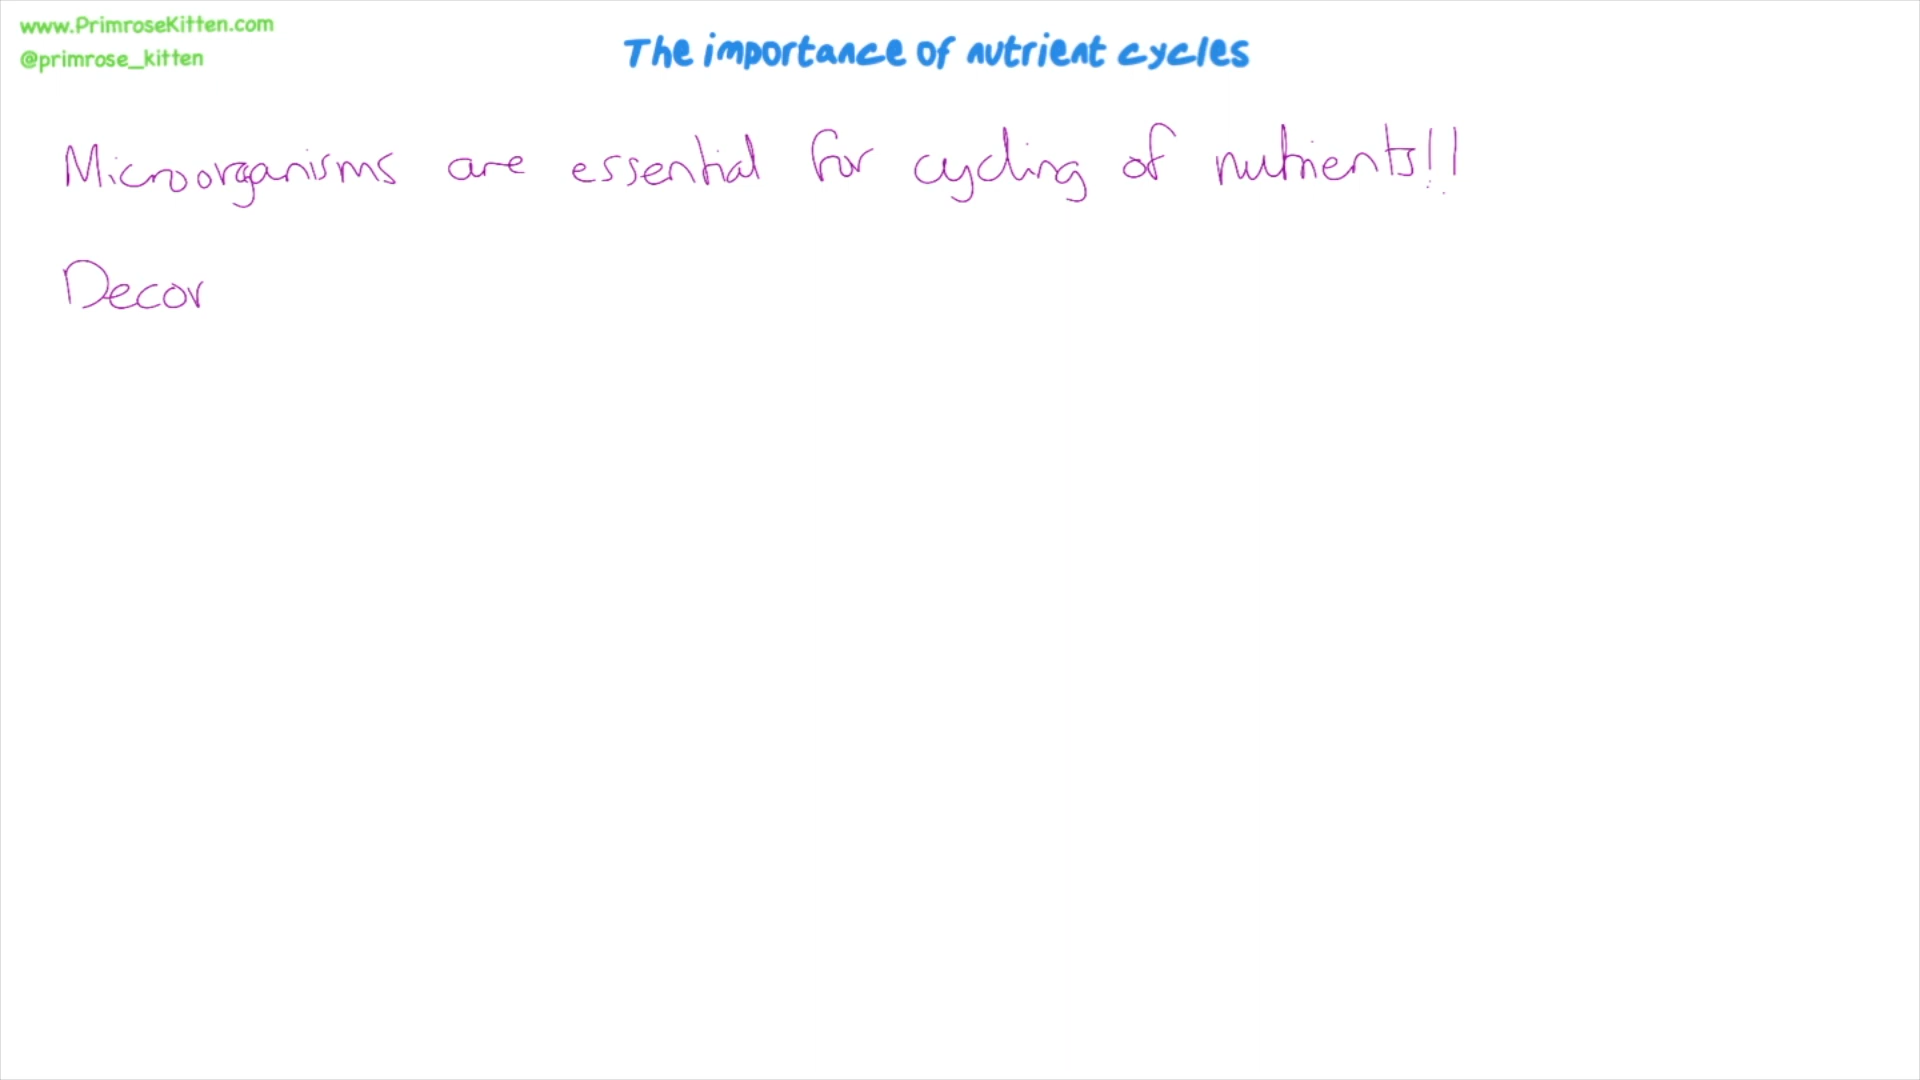 www.PrimroseKitten.com
@primrose_kitten
The importance of nutrient cycles
Microorganisms are essential for cycling of nutrients!!
Decor